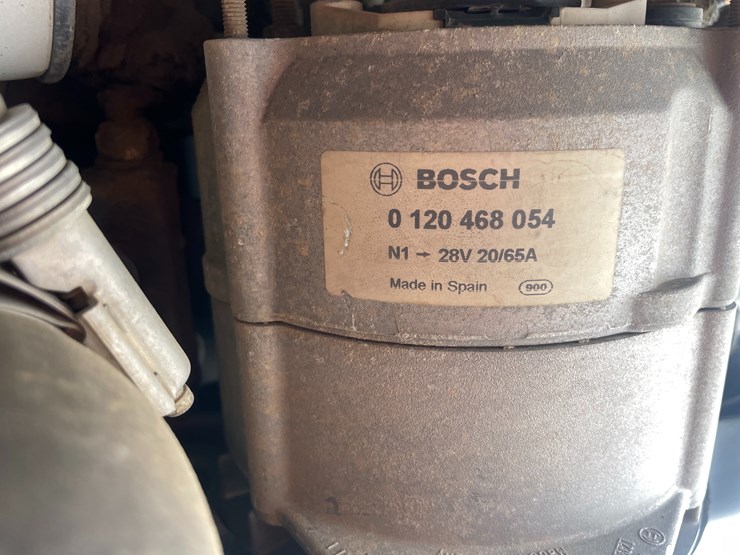 BOSCH
0 120 468 054
N1 → 28V 20/65A
Made in Spain 900